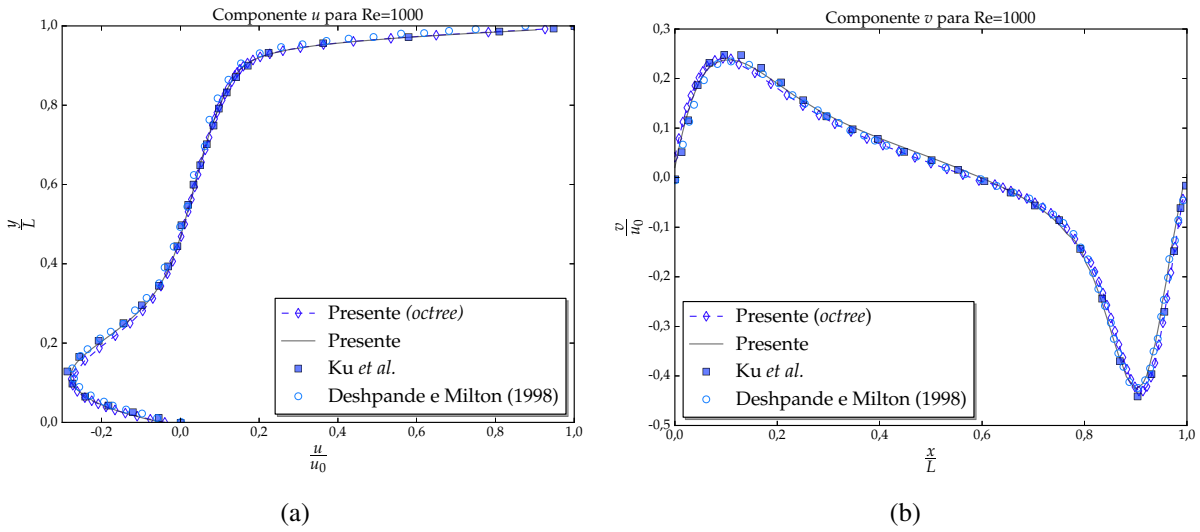 Componente u para Re=1000
1,0
0,8
0,6
0,4
0,2
0,0
y/L
-0,2 0,0 0,2 0,4 0,6 0,8 1,0
u/u₀
Presente (octree)
Presente
Ku et al.
Deshpande e Milton (1998)
(a)
Componente v para Re=1000
0,3
0,2
0,1
0,0
-0,1
-0,2
-0,3
-0,4
-0,5
v/u₀
0,0 0,2 0,4 0,6 0,8 1,0
x/L
Presente (octree)
Presente
Ku et al.
Deshpande e Milton (1998)
(b)